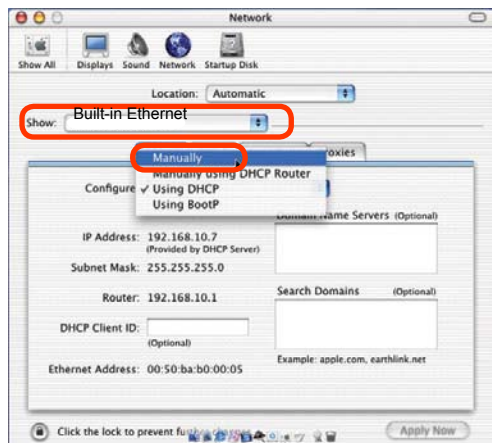 Network
Show All Displays Sound Network Startup Disk
Location: Automatic
Show: Built-in Ethernet
Proxies
Manually
Manually using DHCP Router
Configure ✓ Using DHCP
Using BootP
Domain Name Servers (Optional)
IP Address: 192.168.10.7
(Provided by DHCP Server)
Subnet Mask: 255.255.255.0
Router: 192.168.10.1
Search Domains (Optional)
DHCP Client ID:
(Optional)
Example: apple.com, earthlink.net
Ethernet Address: 00:50:ba:b0:00:05
Click the lock to prevent
Apply Now